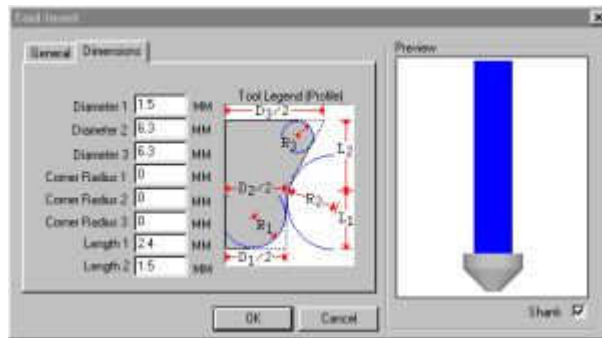 Tool Insert
General
Dimensions
Diameter 1 1.5 MM
Diameter 2 6.3 MM
Diameter 3 6.3 MM
Corner Radius 1 0 MM
Corner Radius 2 0 MM
Corner Radius 3 0 MM
Length 1 2.4 MM
Length 2 1.5 MM
Tool Legend (Profile)
D3/2
R3
L2
D2/2
R2
L1
R1
D1/2
OK
Cancel
Preview
Shank